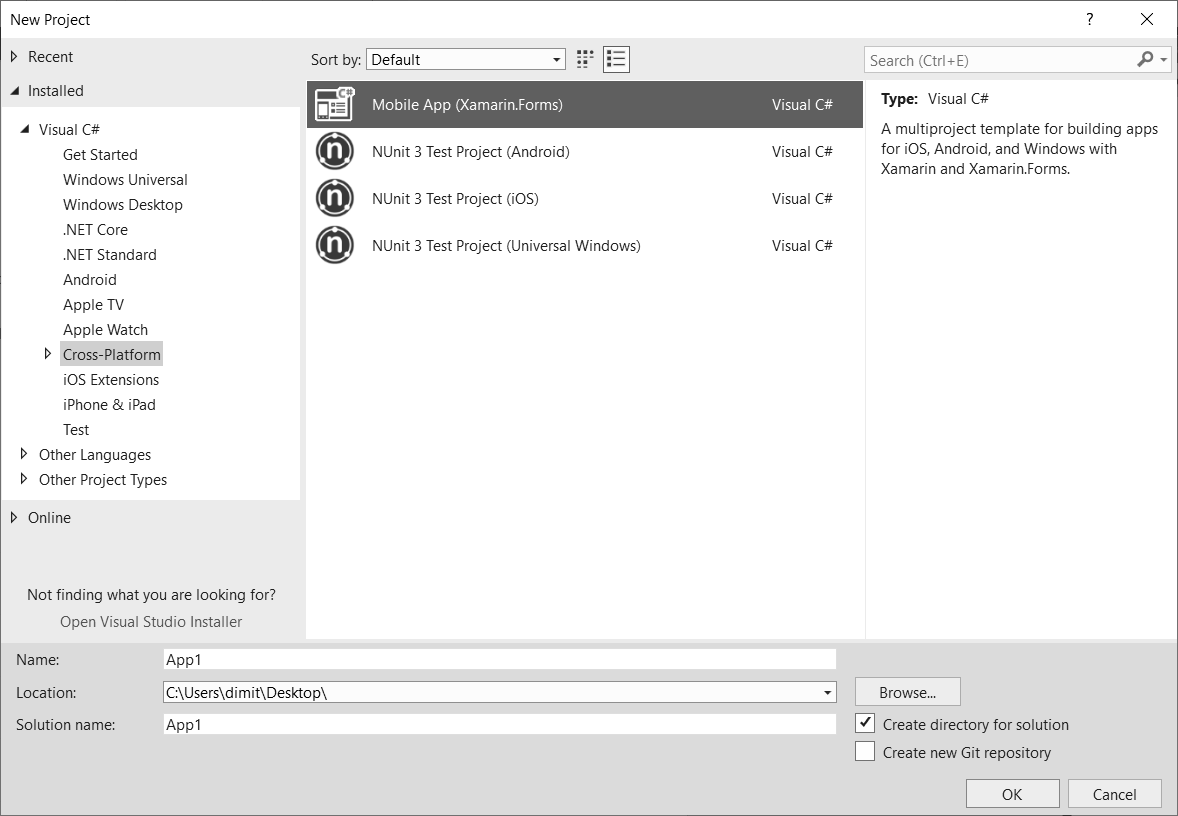 New Project
?
Recent
Installed
Visual C#
Get Started
Windows Universal
Windows Desktop
.NET Core
.NET Standard
Android
Apple TV
Apple Watch
Cross-Platform
iOS Extensions
iPhone & iPad
Test
Other Languages
Other Project Types
Online
Not finding what you are looking for?
Open Visual Studio Installer
Sort by: Default
C#
Mobile App (Xamarin.Forms) Visual C#
n NUnit 3 Test Project (Android) Visual C#
n NUnit 3 Test Project (iOS) Visual C#
n NUnit 3 Test Project (Universal Windows) Visual C#
Search (Ctrl+E)
Type: Visual C#
A multiproject template for building apps
for iOS, Android, and Windows with
Xamarin and Xamarin.Forms.
Name: App1
Location: C:\Users\dimit\Desktop\ Browse...
Solution name: App1
Create directory for solution
Create new Git repository
OK Cancel